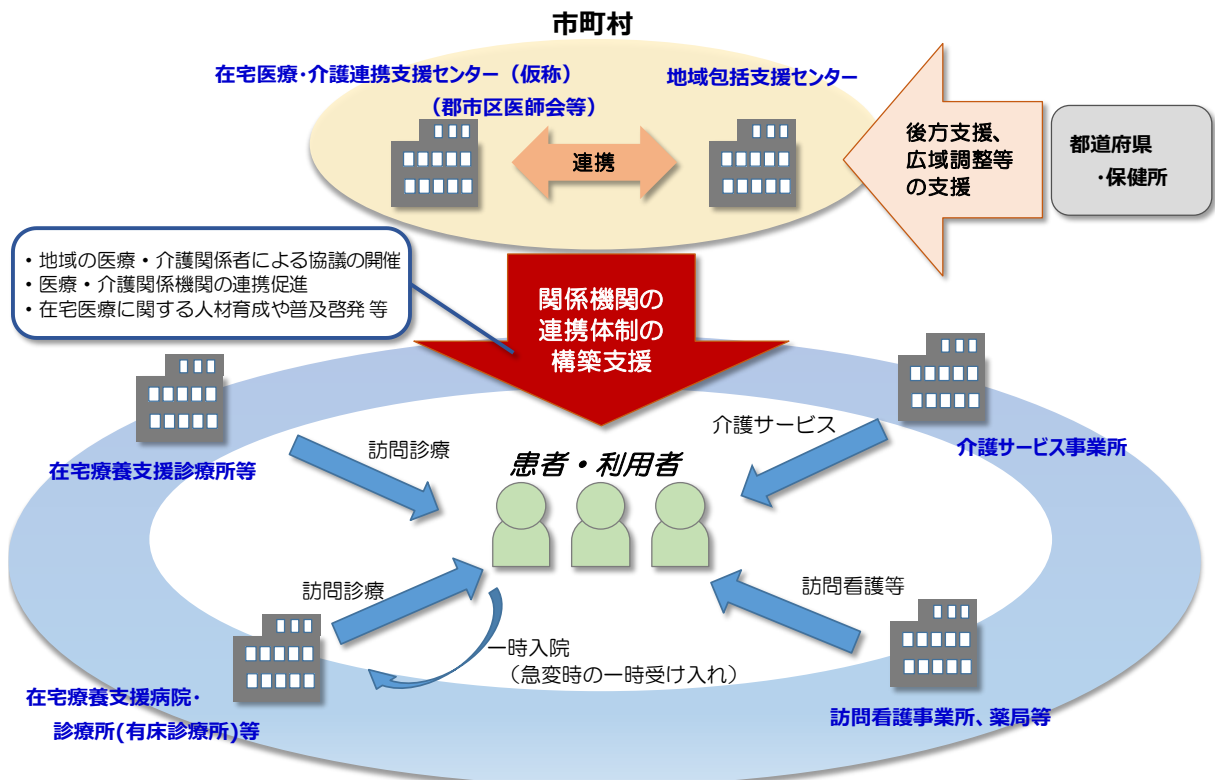 市町村
在宅医療・介護連携支援センター（仮称）
（郡市区医師会等）
地域包括支援センター
連携
後方支援、
広域調整等
の支援
都道府県
・保健所
・地域の医療・介護関係者による協議の開催
・医療・介護関係機関の連携促進
・在宅医療に関する人材育成や普及啓発 等
関係機関の
連携体制の
構築支援
在宅療養支援診療所等
訪問診療
介護サービス
介護サービス事業所
患者・利用者
訪問診療
訪問看護等
一時入院
（急変時の一時受け入れ）
在宅療養支援病院・
診療所(有床診療所)等
訪問看護事業所、薬局等